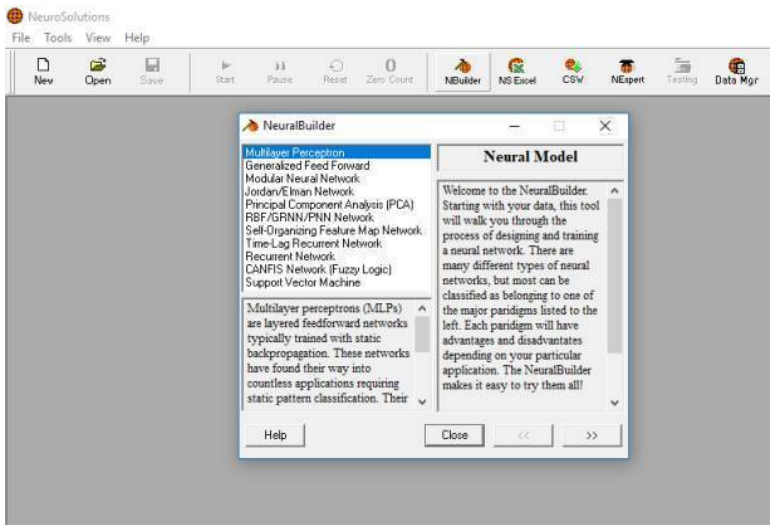 NeuroSolutions
File Tools View Help
New Open Save Start Pause Reset Zero Count NBuilder NS Excel CSW NExpert Testing Data Mgr
NeuralBuilder
Multilayer Perceptron
Generalized Feed Forward
Modular Neural Network
Jordan/Elman Network
Principal Component Analysis (PCA)
RBF/GRNN/PNN Network
Self-Organizing Feature Map Network
Time-Lag Recurrent Network
Recurrent Network
CANFIS Network (Fuzzy Logic)
Support Vector Machine
Multilayer perceptrons (MLPs)
are layered feedforward networks
typically trained with static
backpropagation. These networks
have found their way into
countless applications requiring
static pattern classification. Their
Neural Model
Welcome to the NeuralBuilder.
Starting with your data, this tool
will walk you through the
process of designing and training
a neural network. There are
many different types of neural
networks, but most can be
classified as belonging to one of
the major paridigms listed to the
left. Each paridigm will have
advantages and disadvantates
depending on your particular
application. The NeuralBuilder
makes it easy to try them all!
Help Close << >>